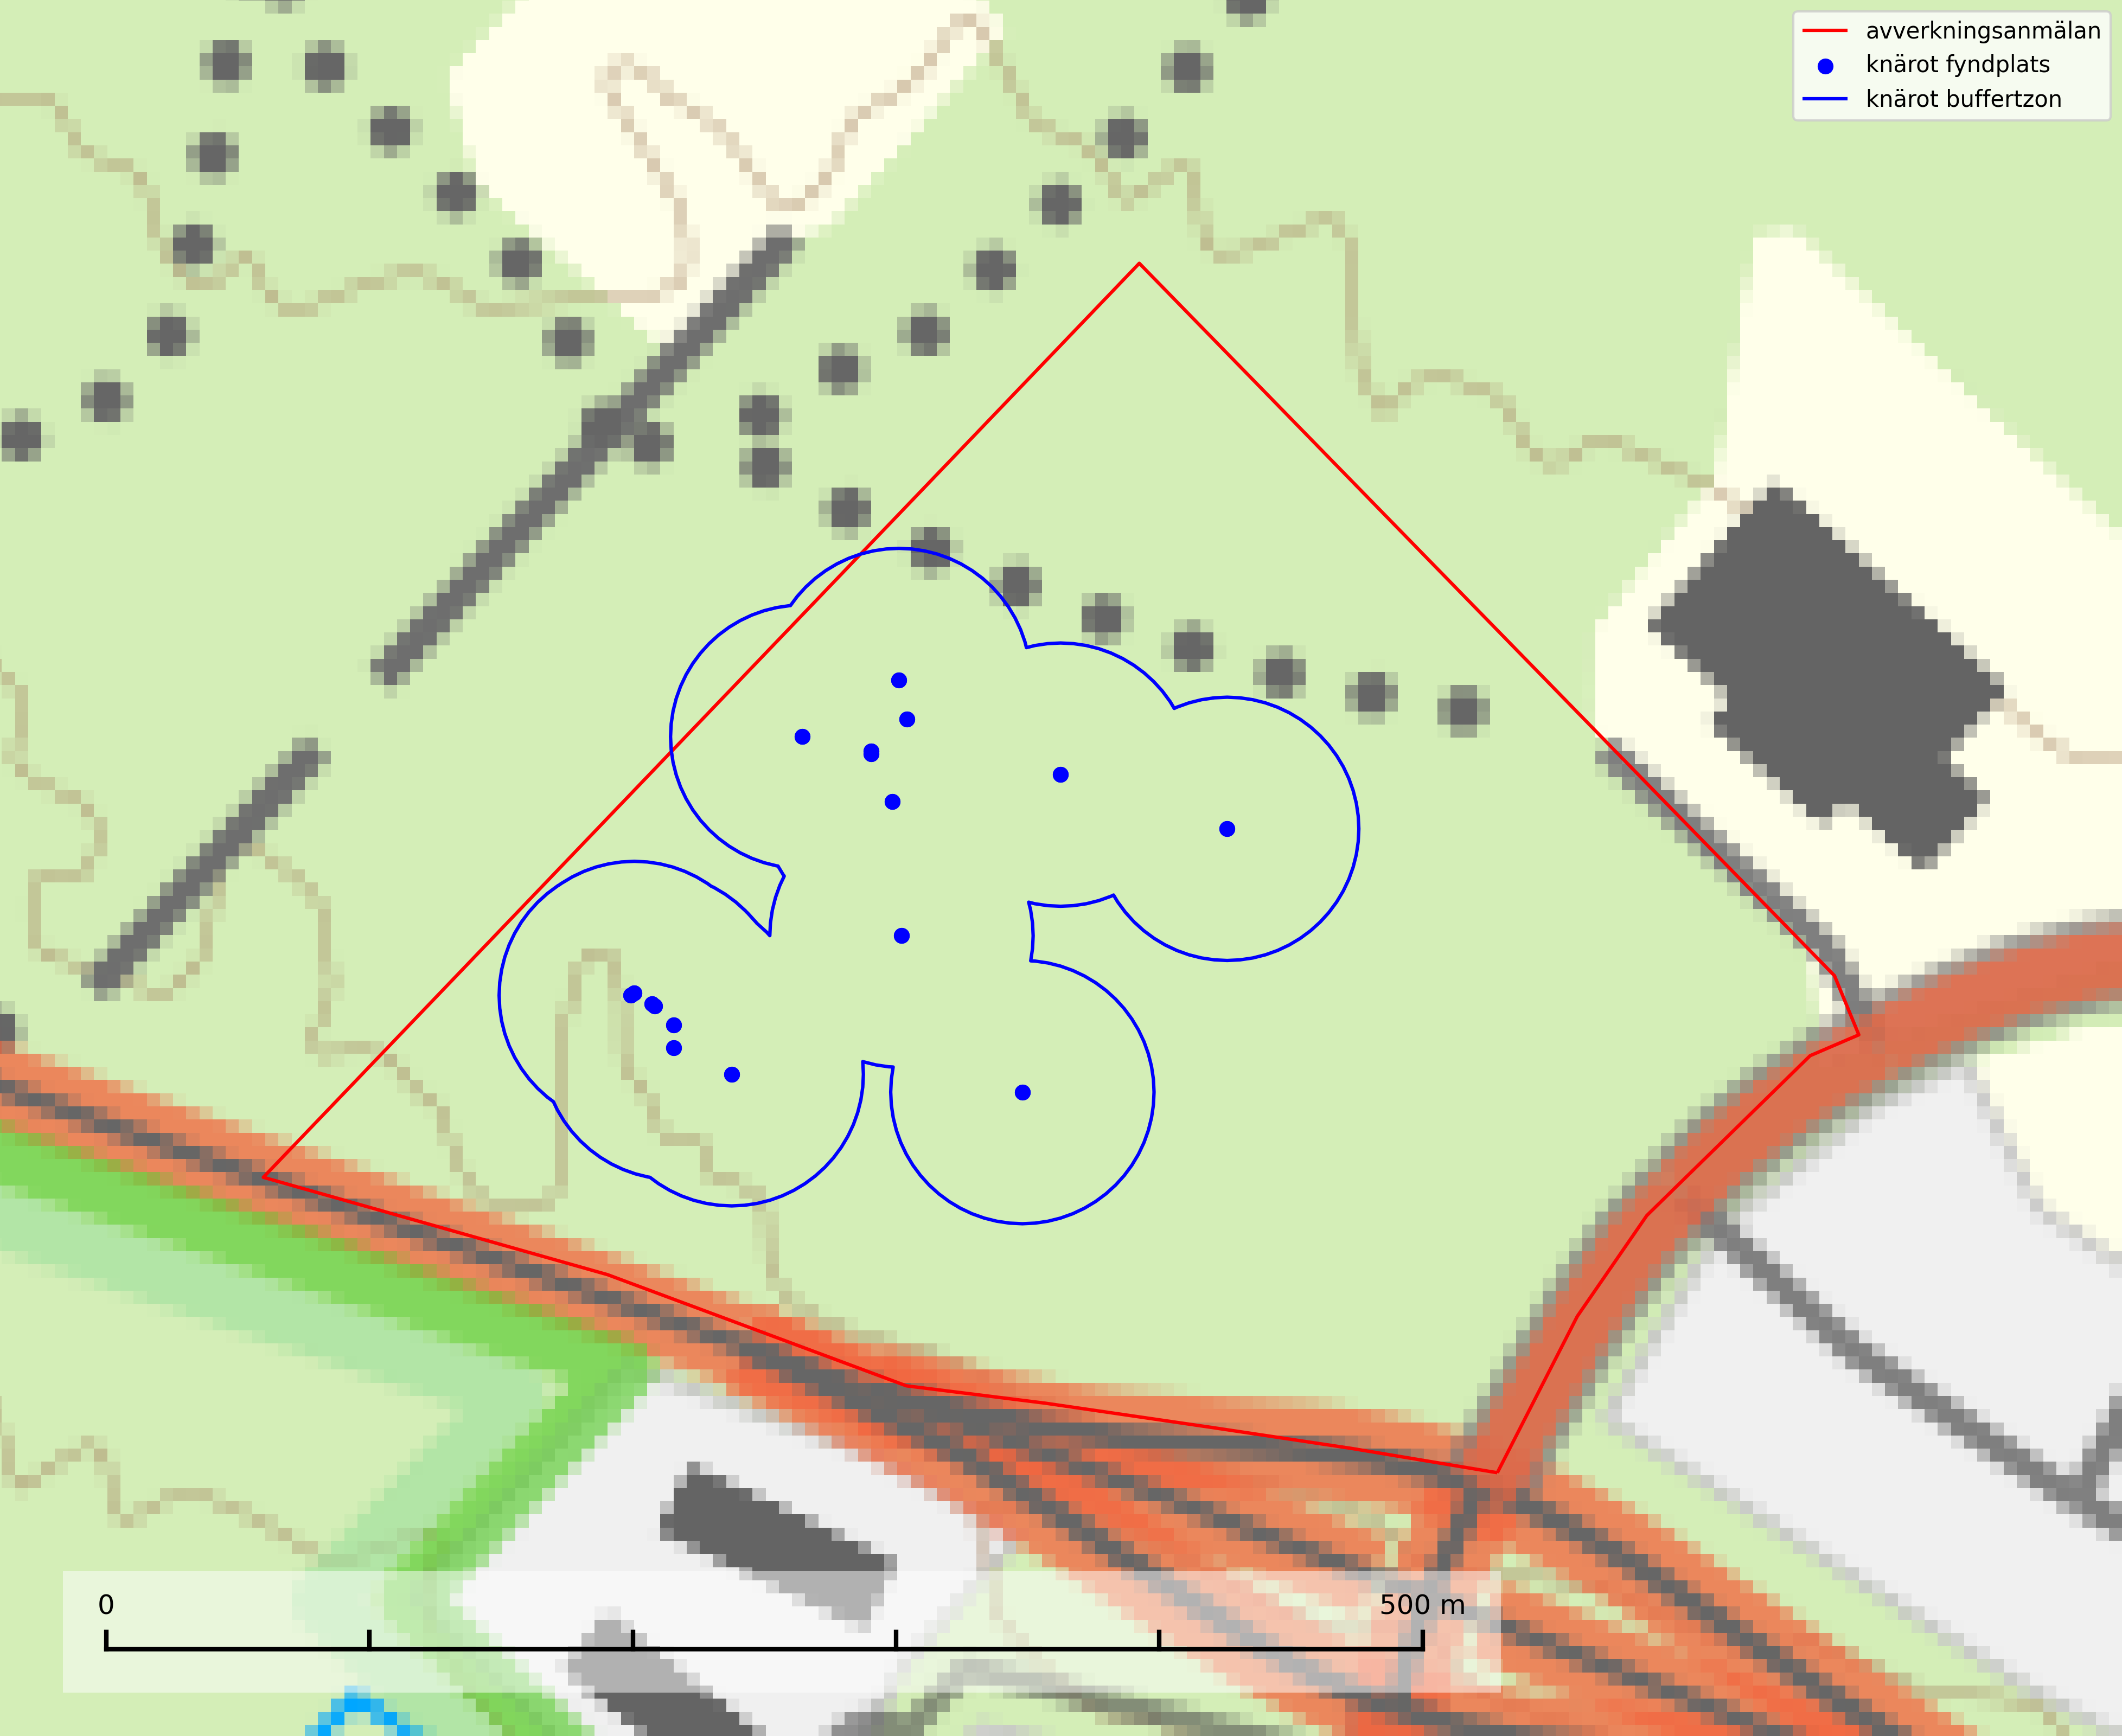 avverkningsanmälan
knärot fyndplats
knärot buffertzon
0 500 m